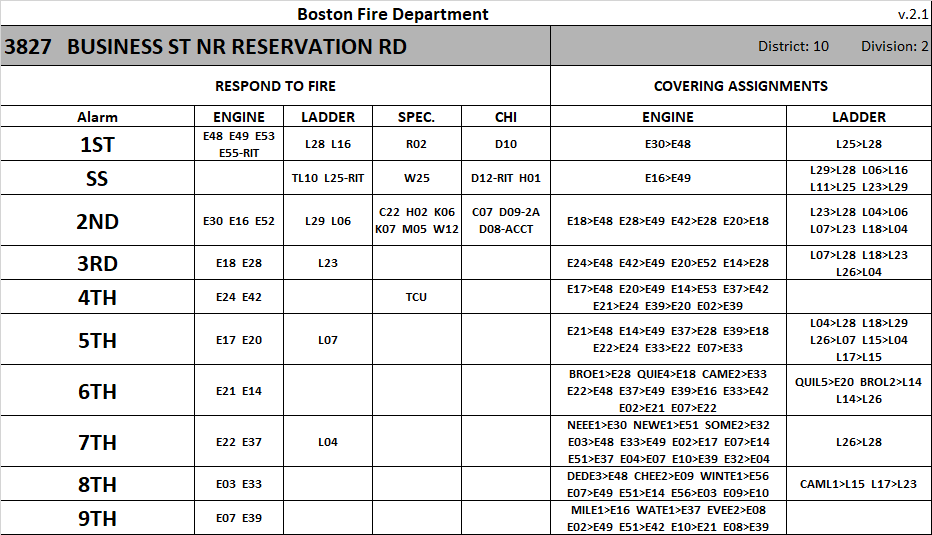 Boston Fire Department v.2.1
3827 BUSINESS ST NR RESERVATION RD District: 10 Division: 2
RESPOND TO FIRE COVERING ASSIGNMENTS
Alarm ENGINE LADDER SPEC. CHI ENGINE LADDER
1ST E48 E49 E53 L28 L16 R02 D10 E30>E48 L25>L28
E55-RIT
SS TL10 L25-RIT W25 D12-RIT H01 E16>E49 L29>L28 L06>L16
L11>L25 L23>L29
2ND E30 E16 E52 L29 L06 C22 H02 K06 C07 D09-2A E18>E48 E28>E49 E42>E28 E20>E18 L23>L28 L04>L06
K07 M05 W12 D08-ACCT L07>L23 L18>L04
3RD E18 E28 L23 E24>E48 E42>E49 E20>E52 E14>E28 L07>L28 L18>L23
L26>L04
4TH E24 E42 TCU E17>E48 E20>E49 E14>E53 E37>E42
E21>E24 E39>E20 E02>E39
5TH E17 E20 L07 E21>E48 E14>E49 E37>E28 E39>E18 L04>L28 L18>L29
E22>E24 E33>E22 E07>E33 L26>L07 L15>L04
L17>L15
6TH E21 E14 BROE1>E28 QUIE4>E18 CAME2>E33 QUIL5>E20 BROL2>L14
E22>E48 E37>E49 E39>E16 E33>E42 L14>L26
E02>E21 E07>E22
7TH E22 E37 L04 NEEE1>E30 NEWE1>E51 SOME2>E32 L26>L28
E03>E48 E33>E49 E02>E17 E07>E14
E51>E37 E04>E07 E10>E39 E32>E04
8TH E03 E33 DEDE3>E48 CHEE2>E09 WINTE1>E56 CAML1>L15 L17>L23
E07>E49 E51>E14 E56>E03 E09>E10
9TH E07 E39 MILE1>E16 WATE1>E37 EVEE2>E08
E02>E49 E51>E42 E10>E21 E08>E39